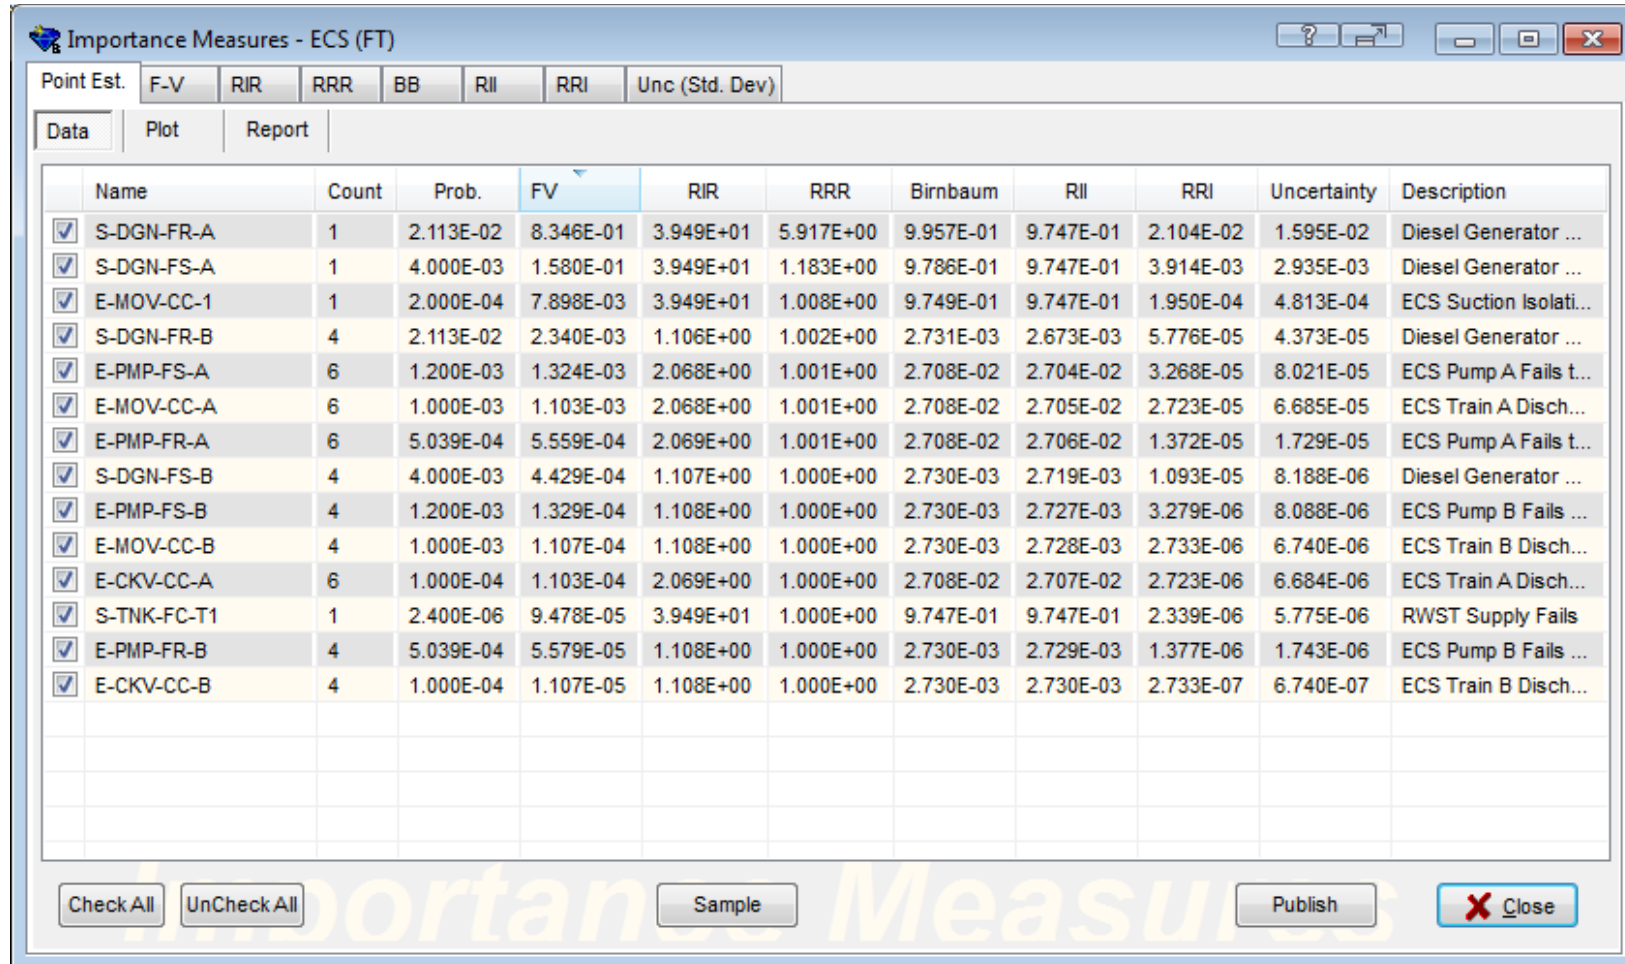 Importance Measures - ECS (FT)
Point Est. F-V RIR RRR BB RII RRI Unc (Std. Dev)
Data Plot Report
Name Count Prob. FV RIR RRR Birnbaum RII RRI Uncertainty Description
S-DGN-FR-A 1 2.113E-02 8.346E-01 3.949E+01 5.917E+00 9.957E-01 9.747E-01 2.104E-02 1.595E-02 Diesel Generator ...
S-DGN-FS-A 1 4.000E-03 1.580E-01 3.949E+01 1.183E+00 9.786E-01 9.747E-01 3.914E-03 2.935E-03 Diesel Generator ...
E-MOV-CC-1 1 2.000E-04 7.898E-03 3.949E+01 1.008E+00 9.749E-01 9.747E-01 1.950E-04 4.813E-04 ECS Suction Isolati...
S-DGN-FR-B 4 2.113E-02 2.340E-03 1.106E+00 1.002E+00 2.731E-03 2.673E-03 5.776E-05 4.373E-05 Diesel Generator ...
E-PMP-FS-A 6 1.200E-03 1.324E-03 2.068E+00 1.001E+00 2.708E-02 2.704E-02 3.268E-05 8.021E-05 ECS Pump A Fails t...
E-MOV-CC-A 6 1.000E-03 1.103E-03 2.068E+00 1.001E+00 2.708E-02 2.705E-02 2.723E-05 6.685E-05 ECS Train A Disch...
E-PMP-FR-A 6 5.039E-04 5.559E-04 2.069E+00 1.001E+00 2.708E-02 2.706E-02 1.372E-05 1.729E-05 ECS Pump A Fails t...
S-DGN-FS-B 4 4.000E-03 4.429E-04 1.107E+00 1.000E+00 2.730E-03 2.719E-03 1.093E-05 8.188E-06 Diesel Generator ...
E-PMP-FS-B 4 1.200E-03 1.329E-04 1.108E+00 1.000E+00 2.730E-03 2.727E-03 3.279E-06 8.088E-06 ECS Pump B Fails ...
E-MOV-CC-B 4 1.000E-03 1.107E-04 1.108E+00 1.000E+00 2.730E-03 2.728E-03 2.733E-06 6.740E-06 ECS Train B Disch...
E-CKV-CC-A 6 1.000E-04 1.103E-04 2.069E+00 1.000E+00 2.708E-02 2.707E-02 2.723E-06 6.684E-06 ECS Train A Disch...
S-TNK-FC-T1 1 2.400E-06 9.478E-05 3.949E+01 1.000E+00 9.747E-01 9.747E-01 2.339E-06 5.775E-06 RWST Supply Fails
E-PMP-FR-B 4 5.039E-04 5.579E-05 1.108E+00 1.000E+00 2.730E-03 2.729E-03 1.377E-06 1.743E-06 ECS Pump B Fails ...
E-CKV-CC-B 4 1.000E-04 1.107E-05 1.108E+00 1.000E+00 2.730E-03 2.730E-03 2.733E-07 6.740E-07 ECS Train B Disch...
Importance Measures
Check All UnCheck All Sample Publish Close